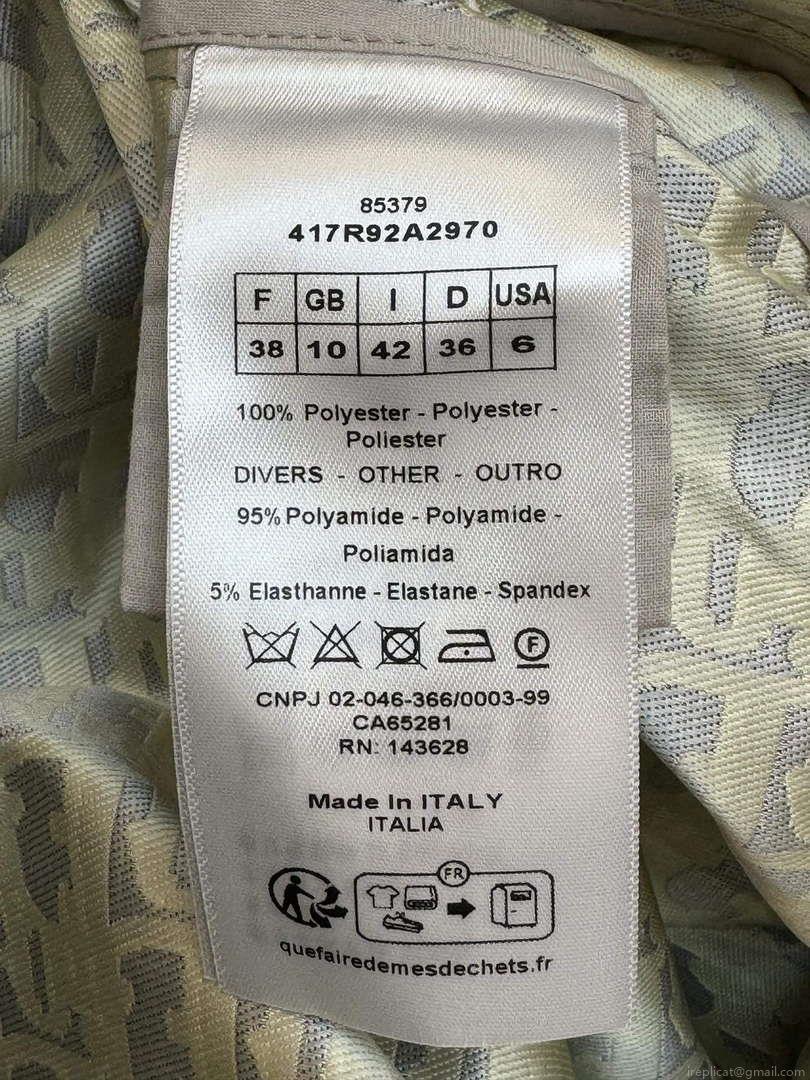 85379
417R92A2970
F GB I D USA
38 10 42 36 6
100% Polyester - Polyester -
Poliester
DIVERS - OTHER - OUTRO
95% Polyamide - Polyamide -
Poliamida
5% Elasthanne - Elastane - Spandex
F
CNPJ 02-046-366/0003-99
CA65281
RN: 143628
Made In ITALY
ITALIA
FR
quefairedemesdechets.fr
ireplicat@gmail.com